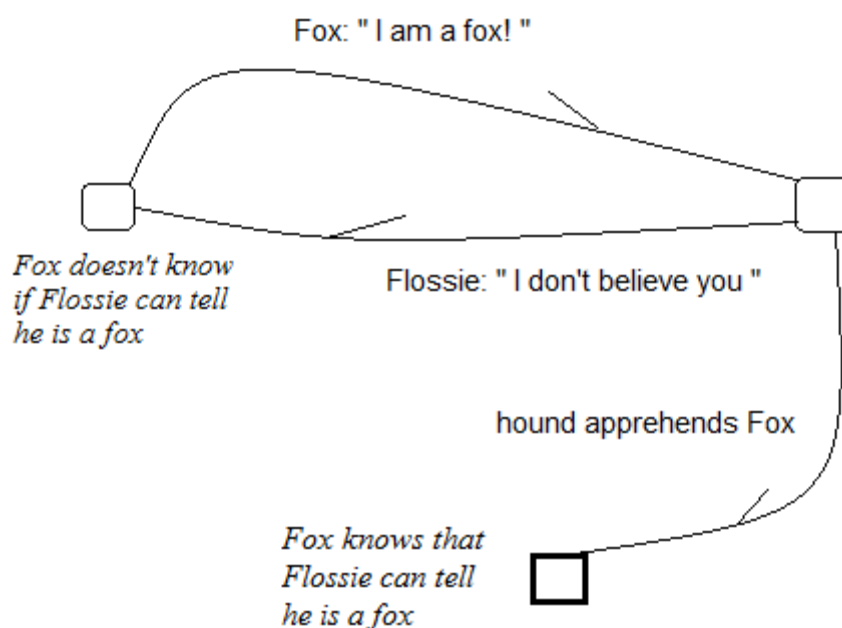 Fox: " I am a fox! "
Fox doesn't know
if Flossie can tell
he is a fox
Flossie: " I don't believe you "
hound apprehends Fox
Fox knows that
Flossie can tell
he is a fox